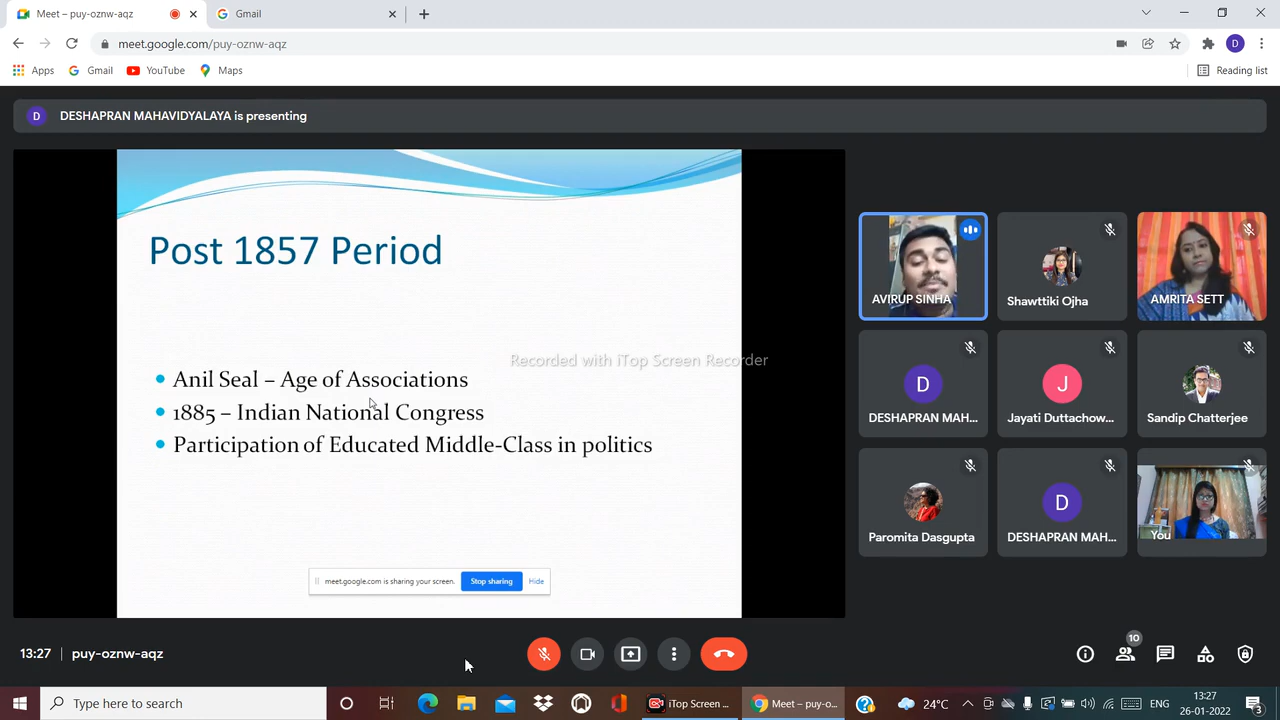 Meet – puy-oznw-aqz
Gmail
meet.google.com/puy-oznw-aqz
D
Apps
Gmail
YouTube
Maps
Reading list
D
DESHAPRAN MAHAVIDYALAYA is presenting
Post 1857 Period
Anil Seal – Age of Associations
1885 – Indian National Congress
Participation of Educated Middle-Class in politics
Recorded with iTop Screen Recorder
meet.google.com is sharing your screen.
Stop sharing
Hide
AVIRUP SINHA
Shawttiki Ojha
AMRITA SETT
D
DESHAPRAN MAH...
J
Jayati Duttachow...
Sandip Chatterjee
Paromita Dasgupta
D
DESHAPRAN MAH...
You
13:27
puy-oznw-aqz
10
Type here to search
iTop Screen ...
Meet – puy-o...
24°C
ENG
13:27
26-01-2022
3